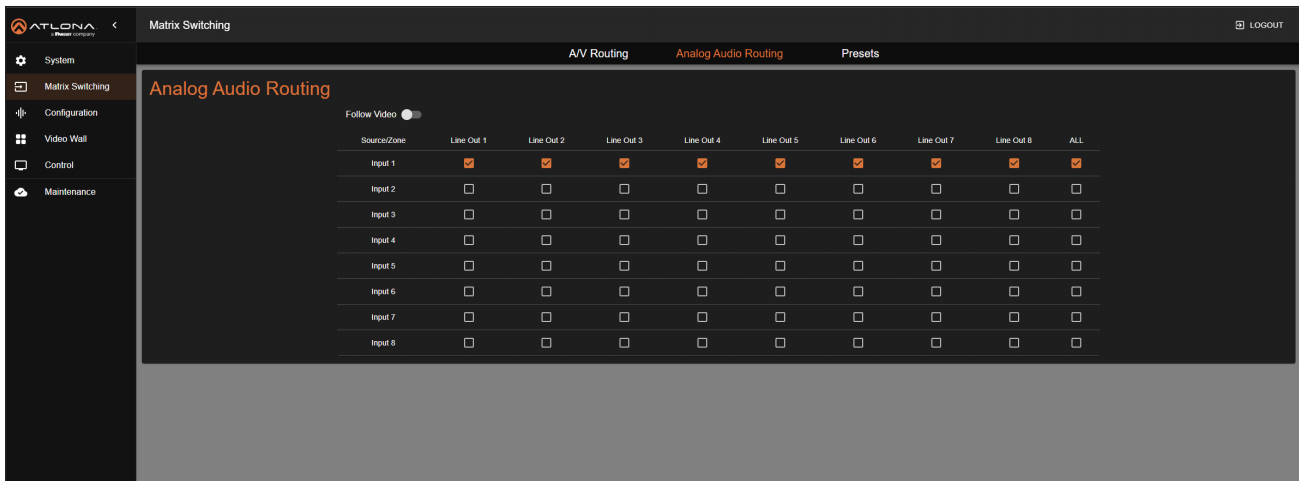 ATLONA
a Panduit company
Matrix Switching
LOGOUT
System
Matrix Switching
Configuration
Video Wall
Control
Maintenance
A/V Routing Analog Audio Routing Presets
Analog Audio Routing
Follow Video
Source/Zone Line Out 1 Line Out 2 Line Out 3 Line Out 4 Line Out 5 Line Out 6 Line Out 7 Line Out 8 ALL
Input 1
Input 2
Input 3
Input 4
Input 5
Input 6
Input 7
Input 8